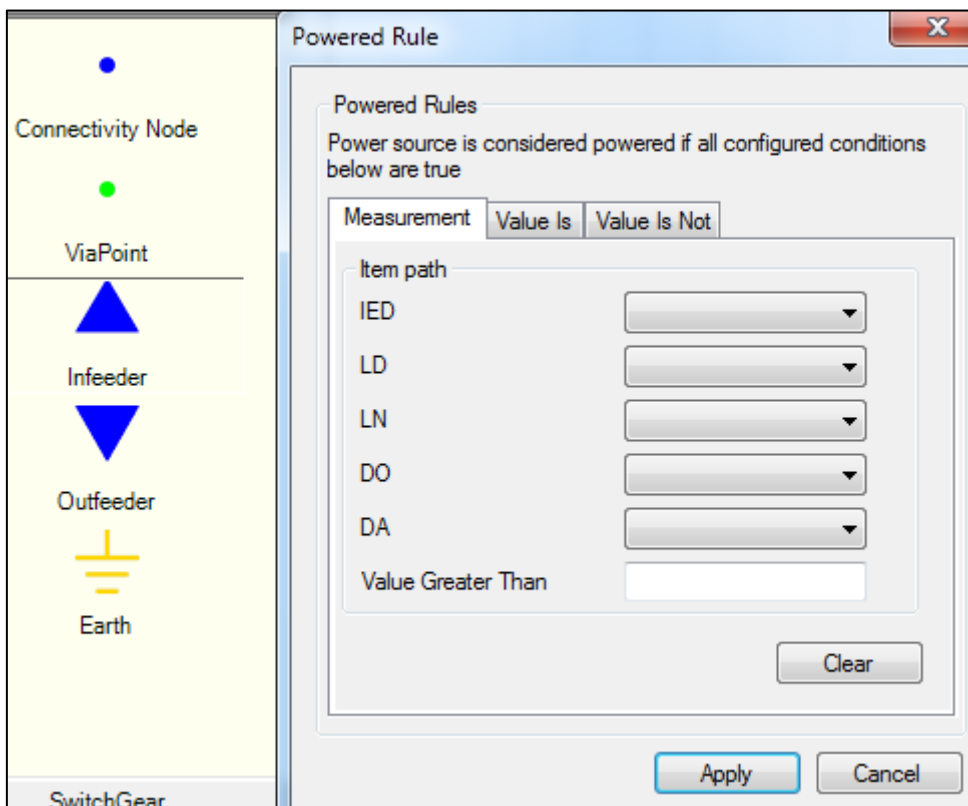 Connectivity Node
ViaPoint
Infeeder
Outfeeder
Earth
SwitchGear
Powered Rule
Powered Rules
Power source is considered powered if all configured conditions
below are true
Measurement
Value Is
Value Is Not
Item path
IED
LD
LN
DO
DA
Value Greater Than
Clear
Apply
Cancel